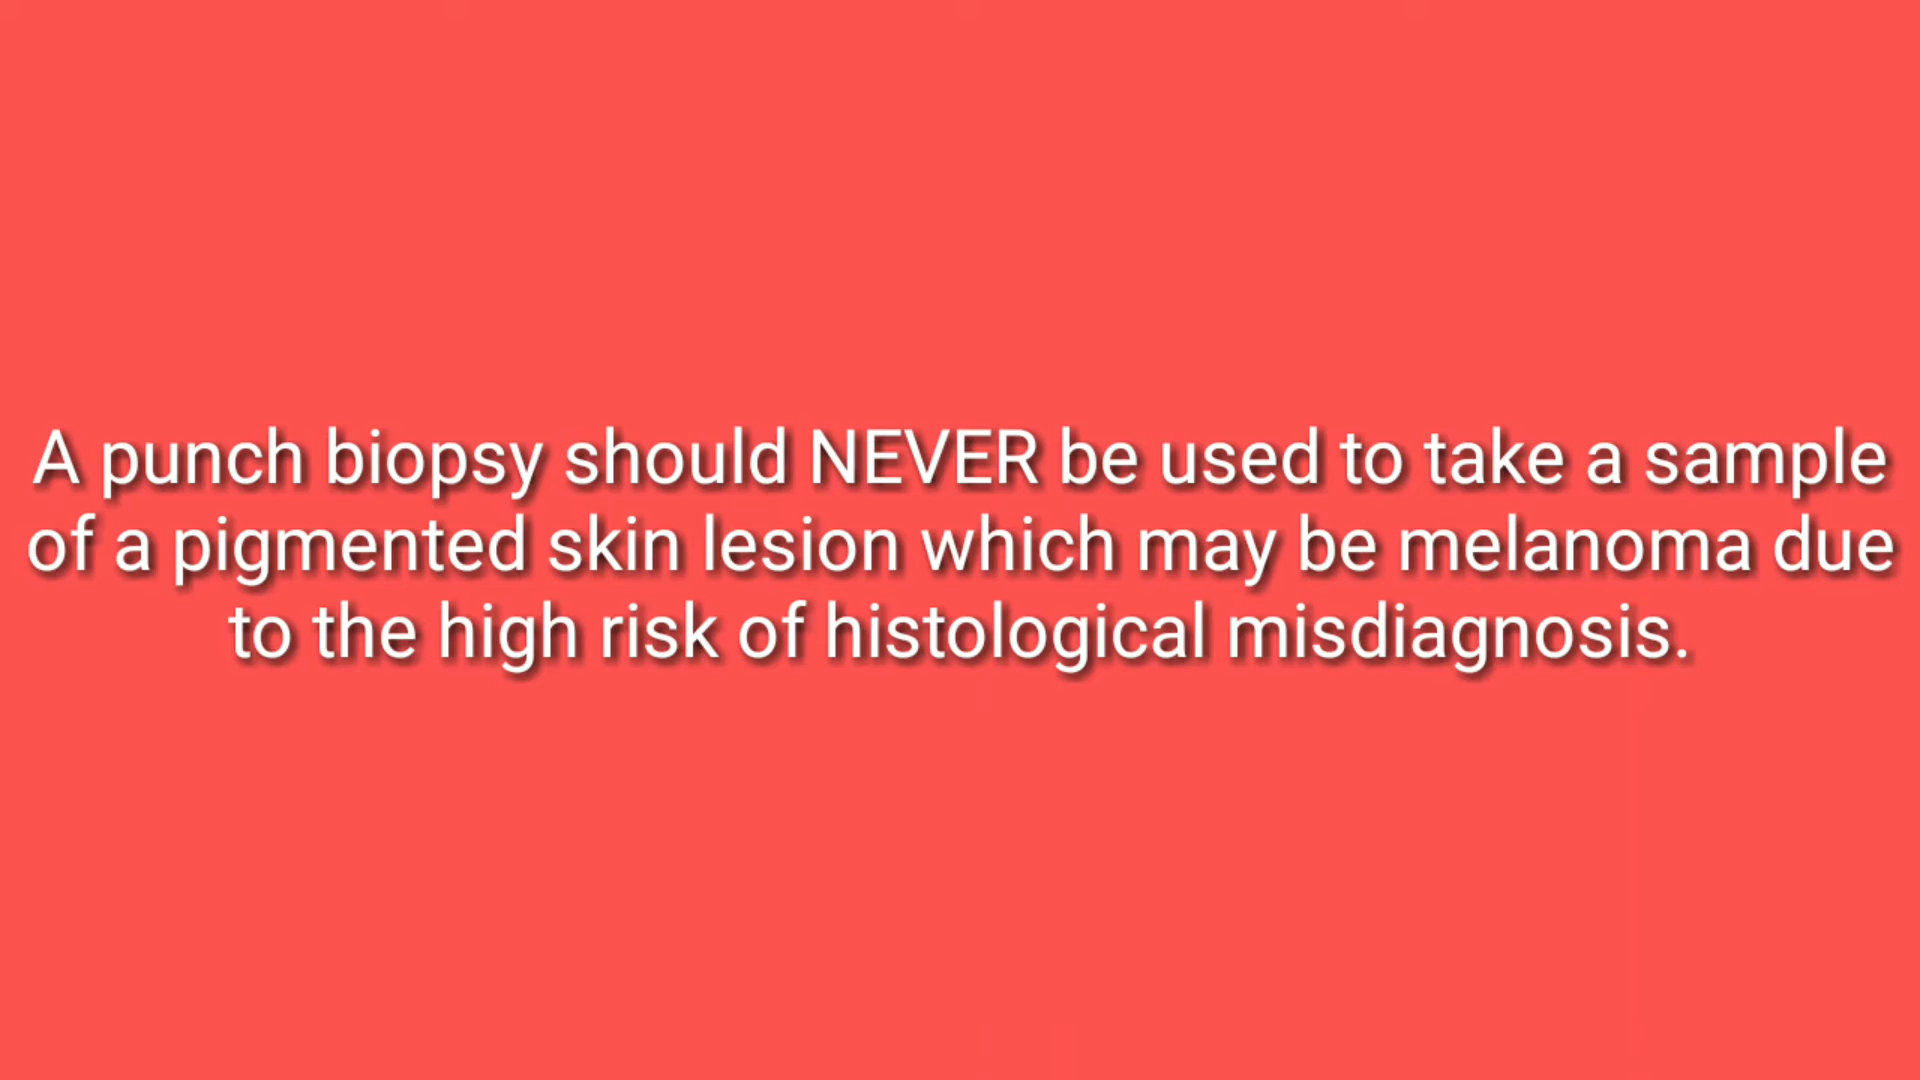 A punch biopsy should NEVER be used to take a sample
of a pigmented skin lesion which may be melanoma due
to the high risk of histological misdiagnosis.